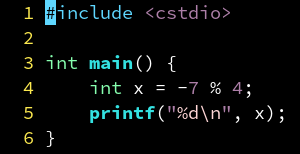 1 #include <cstdio>
2
3 int main() {
4     int x = -7 % 4;
5     printf("%d\n", x);
6 }